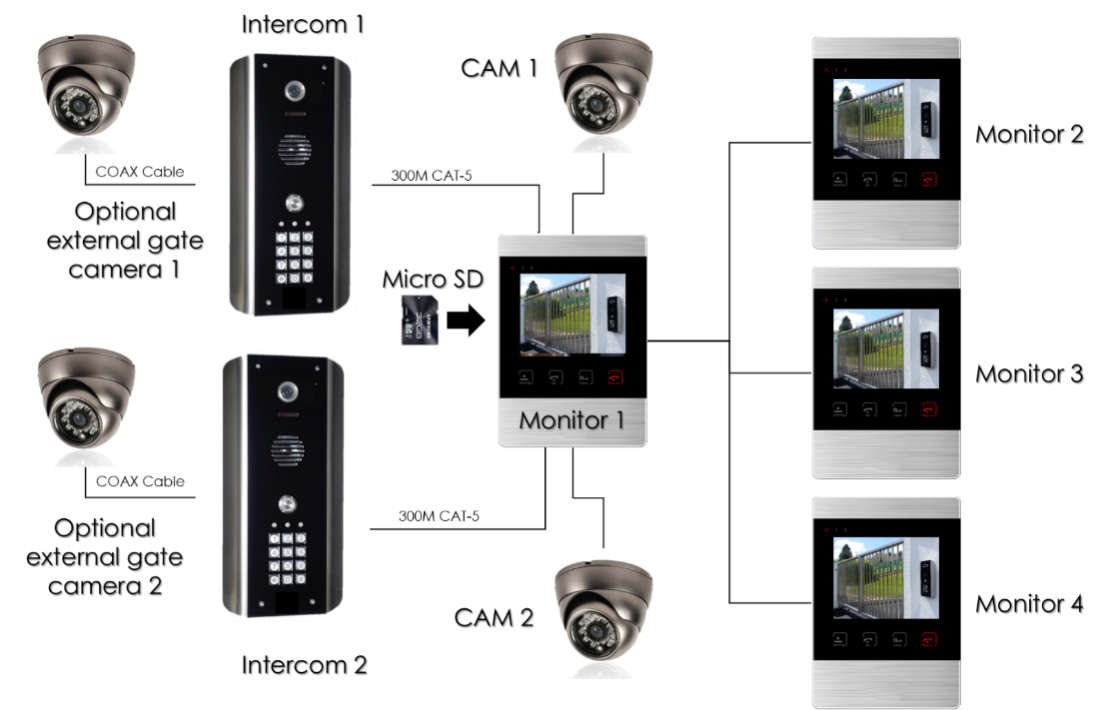 Intercom 1
CAM 1
Monitor 2
COAX Cable
300M CAT-5
Optional
external gate
camera 1
Micro SD
Monitor 3
Monitor 1
COAX Cable
300M CAT-5
Optional
external gate
camera 2
CAM 2
Monitor 4
Intercom 2